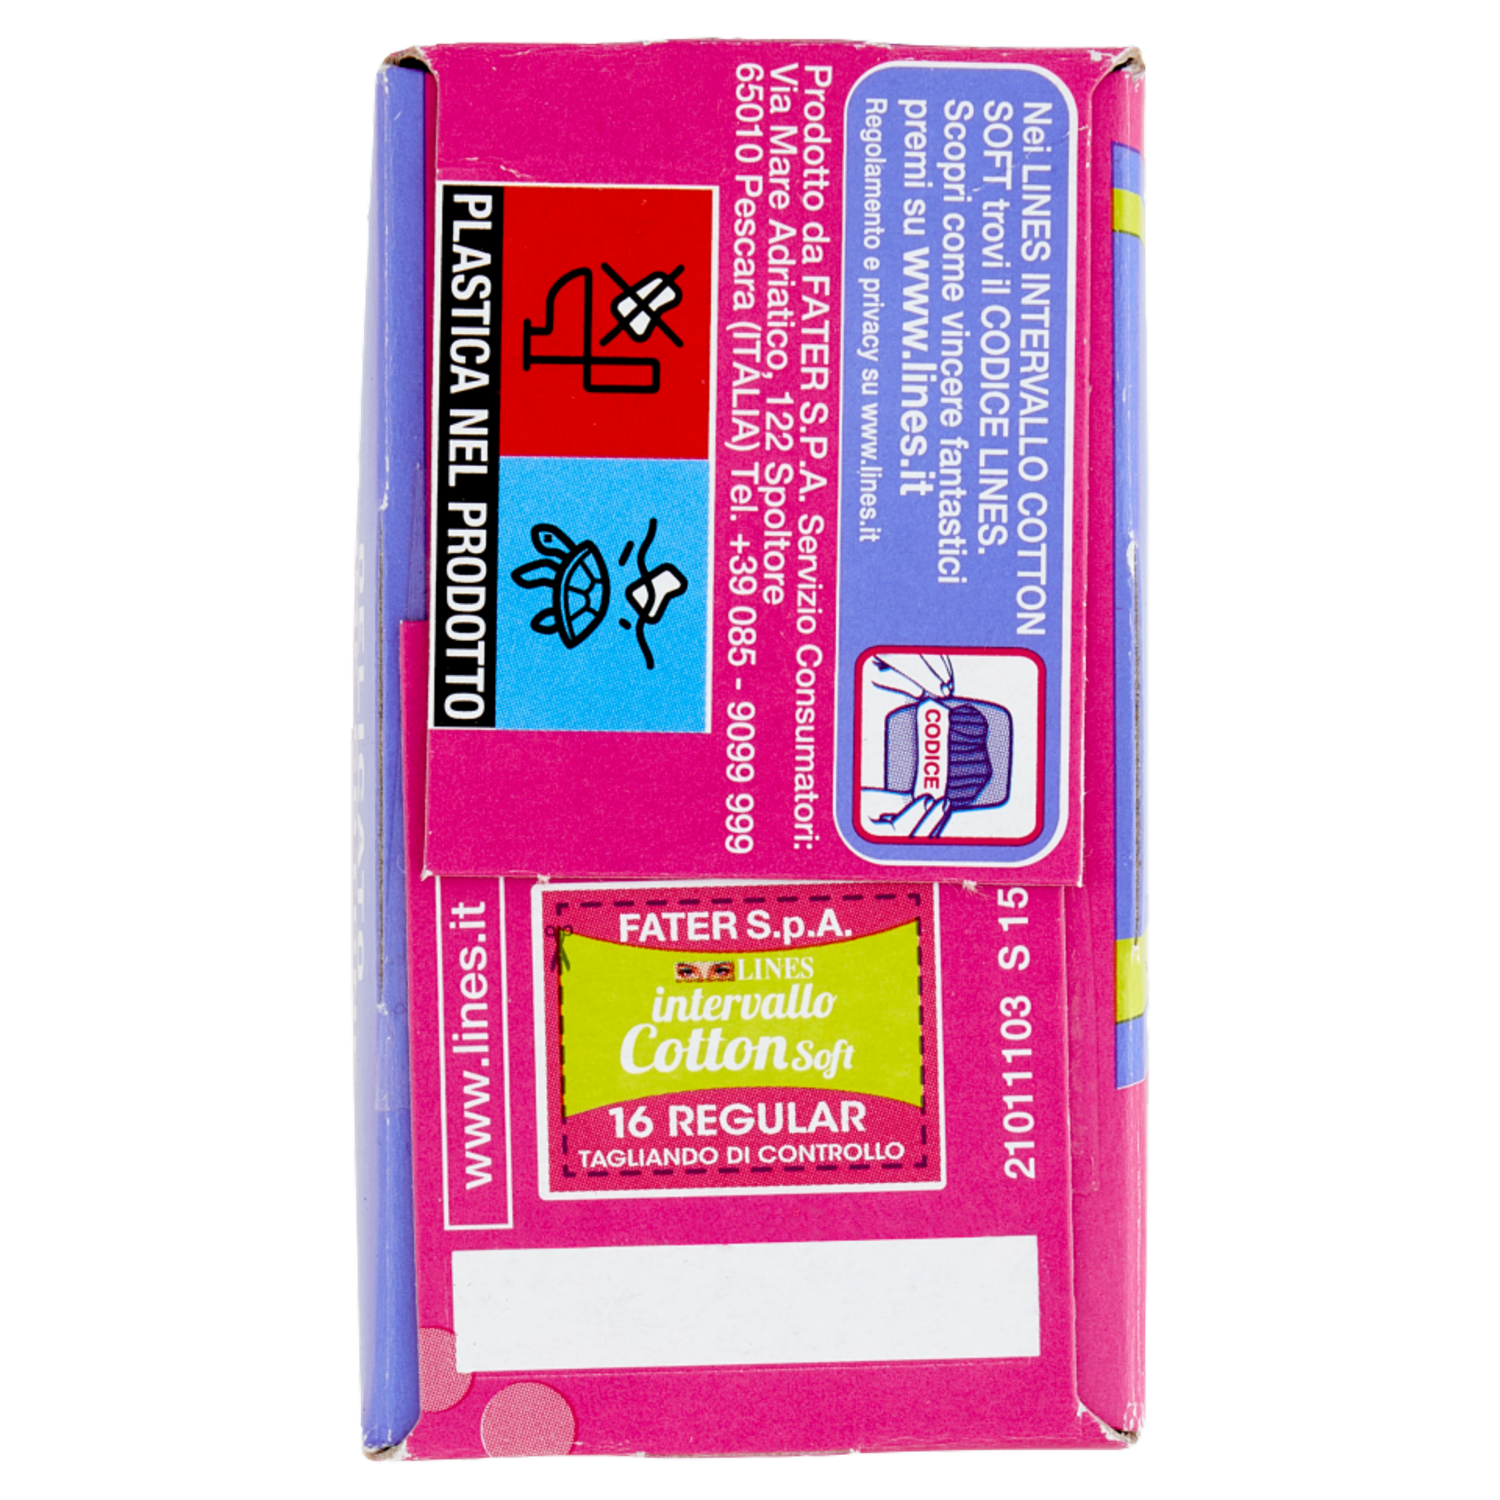 Nei LINES INTERVALLO COTTON
SOFT trovi il CODICE LINES.
Scopri come vincere fantastici
premi su www.lines.it
Regolamento e privacy su www.lines.it
CODICE
Prodotto da FATER S.P.A. Servizio Consumatori:
Via Mare Adriatico, 122 Spoltore
65010 Pescara (ITALIA) Tel. +39 085 - 9099 999
PLASTICA NEL PRODOTTO
FATER S.p.A.
LINES
intervallo
Cotton Soft
16 REGULAR
TAGLIANDO DI CONTROLLO
www.lines.it
21011103 S 15